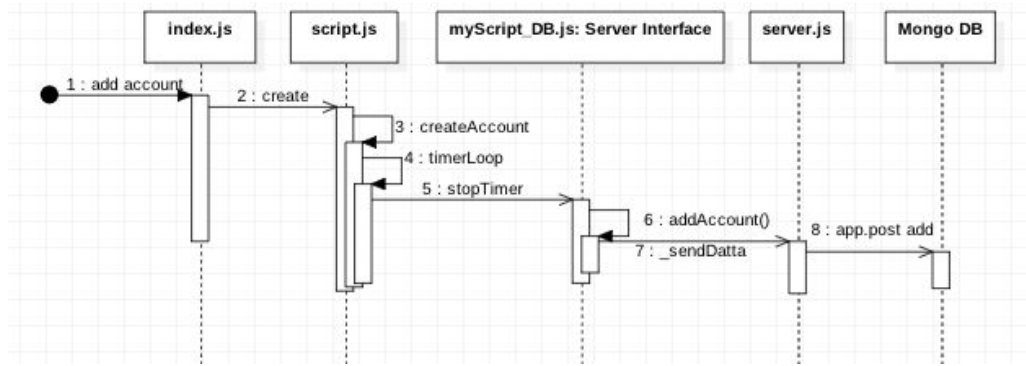 index.js
script.js
myScript_DB.js: Server Interface
server.js
Mongo DB
1 : add account
2 : create
3 : createAccount
4 : timerLoop
5 : stopTimer
6 : addAccount()
7 : _sendDatta
8 : app.post add